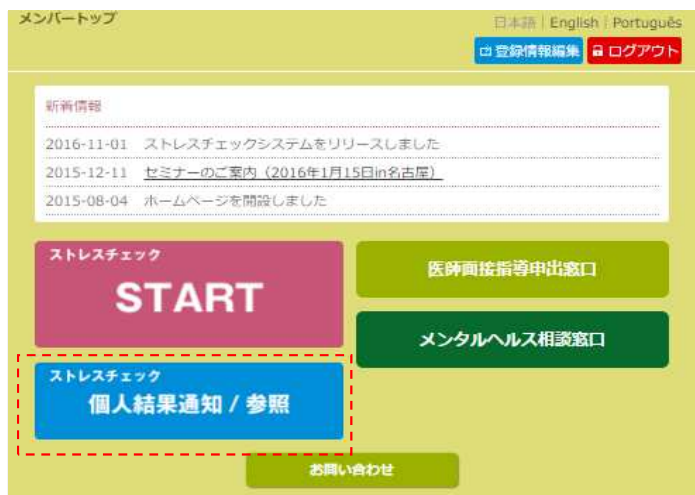 メンバートップ
日本語 | English | Português
登録情報編集 ログアウト
新着情報
2016-11-01 ストレスチェックシステムをリリースしました
2015-12-11 セミナーのご案内（2016年1月15日in名古屋）
2015-08-04 ホームページを開設しました
ストレスチェック
START
医師面接指導申出窓口
メンタルヘルス相談窓口
ストレスチェック
個人結果通知 / 参照
お問い合わせ